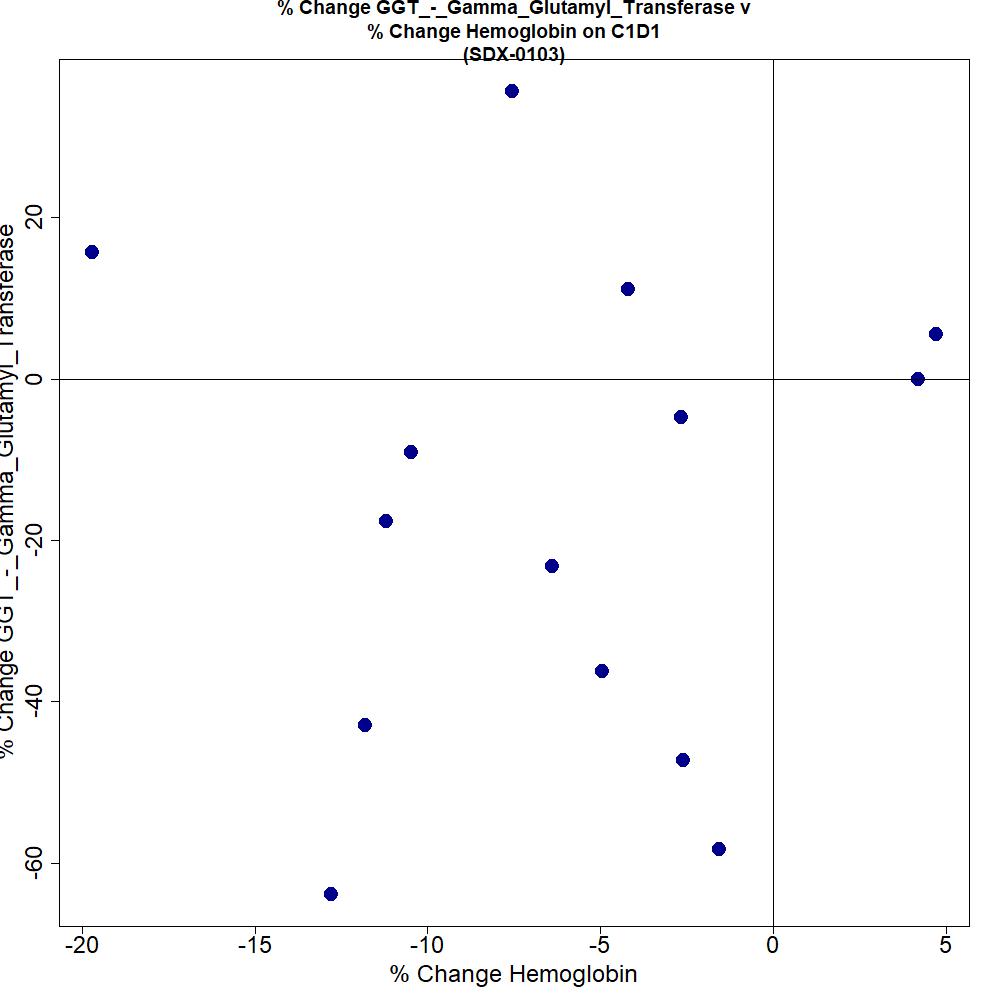 % Change GGT_-_Gamma_Glutamyl_Transferase v
% Change Hemoglobin on C1D1
(SDX-0103)
% Change GGT_-_Gamma_Glutamyl_Transferase
20
0
-20
-40
-60
-20
-15
-10
-5
0
5
% Change Hemoglobin